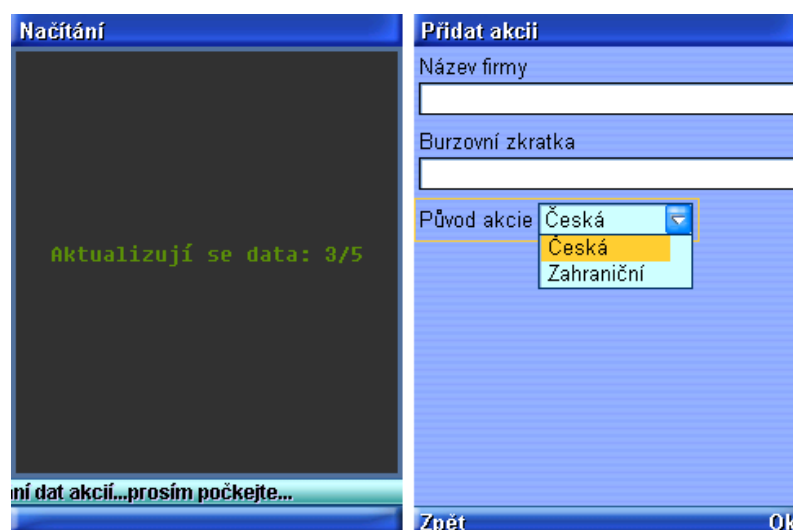 Načítání
Aktualizují se data: 3/5
ní dat akcií...prosím počkejte...
Přidat akcii
Název firmy
Burzovní zkratka
Původ akcie Česká
Česká
Zahraniční
Zpět Ok